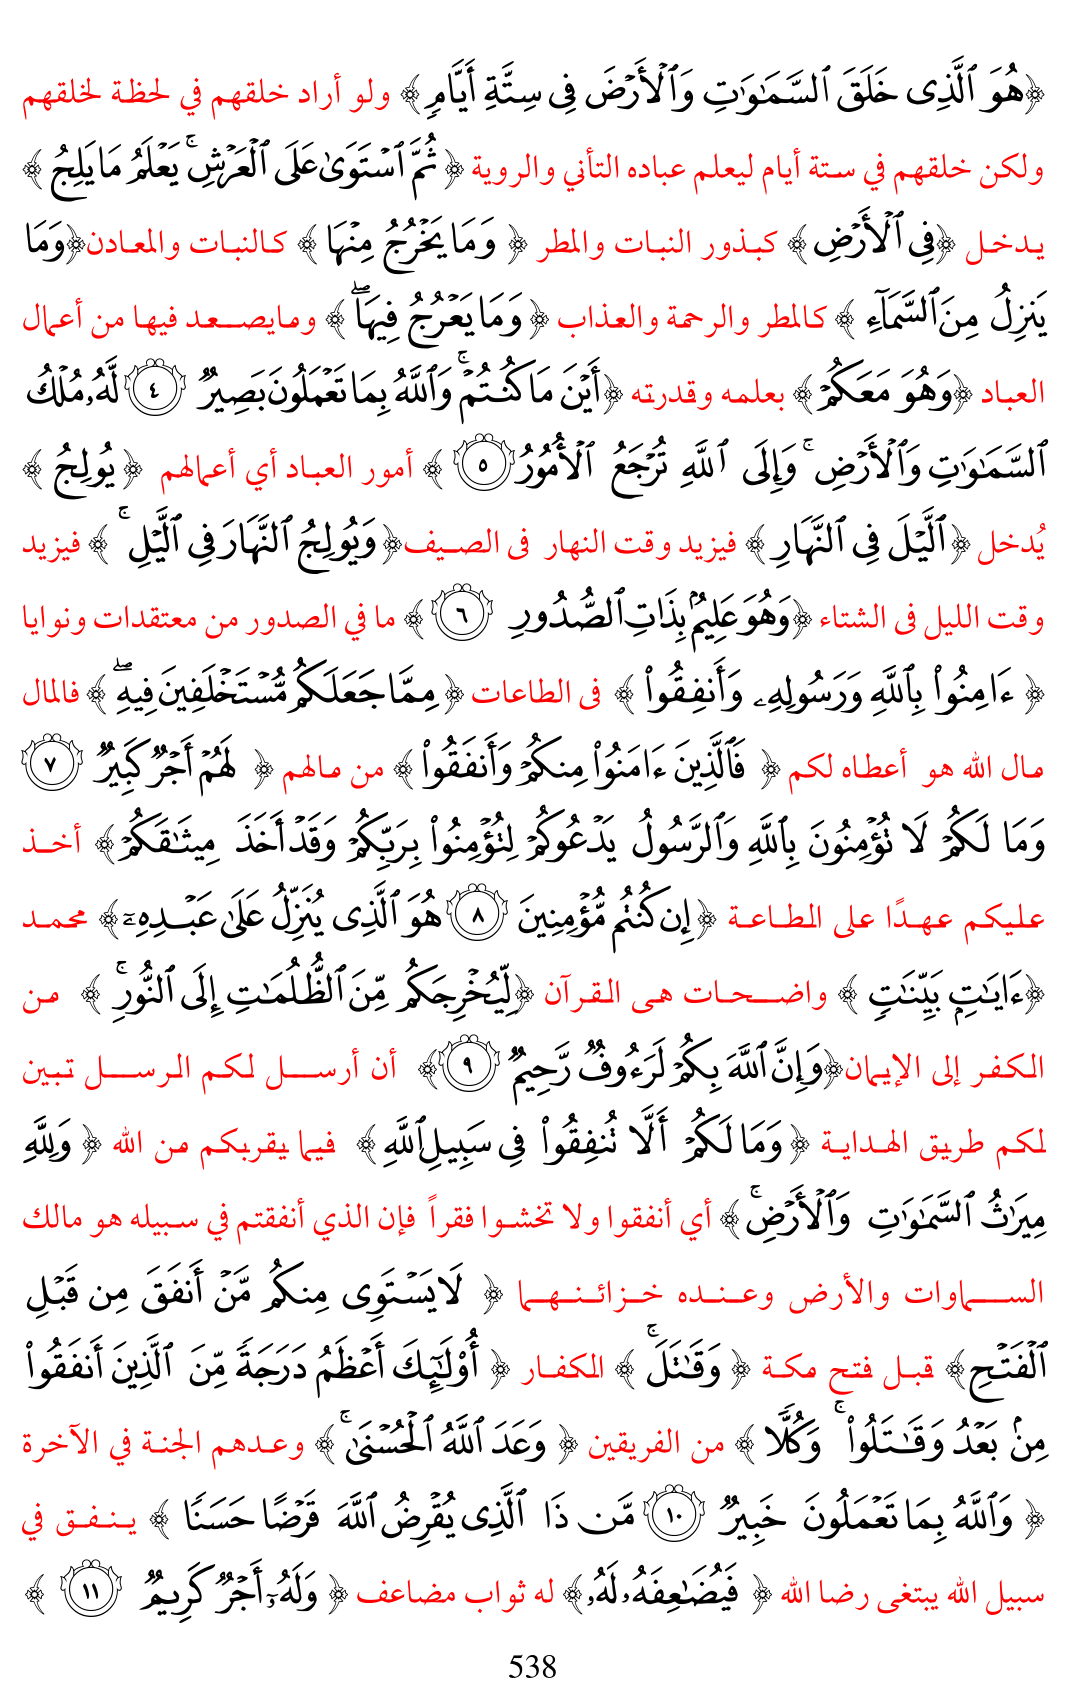 ﴿هُوَ ٱلَّذِى خَلَقَ ٱلسَّمَـٰوَٰتِ وَٱلۡأَرۡضَ فِى سِتَّةِ أَيَّامٍ﴾ ولو أراد خلقهم في لحظة لخلقهم
ولكن خلقهم في ستة أيام ليعلم عباده التأني والروية ﴿ثُمَّ ٱسۡتَوَىٰ عَلَى ٱلۡعَرۡشِۚ يَعۡلَمُ مَا يَلِجُ﴾
يدخل ﴿فِى ٱلۡأَرۡضِ﴾ كبذور النبات والمطر ﴿وَمَا يَخۡرُجُ مِنۡهَا﴾ كالنبات والمعادن﴿وَمَا
يَنزِلُ مِنَ ٱلسَّمَآءِ﴾ كالمطر والرحمة والعذاب ﴿وَمَا يَعۡرُجُ فِيهَاۖ﴾ ومايصعد فيها من أعمال
العباد ﴿وَهُوَ مَعَكُمۡ﴾ بعلمه وقدرته ﴿أَيۡنَ مَا كُنتُمۡۚ وَٱللَّهُ بِمَا تَعۡمَلُونَ بَصِيرٌ ٤ لَّهُۥ مُلۡكُ
ٱلسَّمَـٰوَٰتِ وَٱلۡأَرۡضِۚ وَإِلَى ٱللَّهِ تُرۡجَعُ ٱلۡأُمُورُ ٥﴾ أمور العباد أي أعمالهم ﴿يُولِجُ﴾
يُدخل ﴿ٱلَّيۡلَ فِى ٱلنَّهَارِ﴾ فيزيد وقت النهار فى الصيف﴿وَيُولِجُ ٱلنَّهَارَ فِى ٱلَّيۡلِۚ﴾ فيزيد
وقت الليل فى الشتاء ﴿وَهُوَ عَلِيمُۢ بِذَاتِ ٱلصُّدُورِ ٦﴾ ما في الصدور من معتقدات ونوايا
﴿ءَامِنُواْ بِٱللَّهِ وَرَسُولِهِۦ وَأَنفِقُواْ﴾ فى الطاعات ﴿مِمَّا جَعَلَكُم مُّسۡتَخۡلَفِينَ فِيهِۖ﴾ فالمال
مال الله هو أعطاه لكم ﴿فَٱلَّذِينَ ءَامَنُواْ مِنكُمۡ وَأَنفَقُواْ﴾ من مالهم ﴿لَهُمۡ أَجۡرٌ كَبِيرٌ ٧
وَمَا لَكُمۡ لَا تُؤۡمِنُونَ بِٱللَّهِ وَٱلرَّسُولُ يَدۡعُوكُمۡ لِتُؤۡمِنُواْ بِرَبِّكُمۡ وَقَدۡ أَخَذَ مِيثَـٰقَكُمۡ﴾ أخذ
عليكم عهدًا على الطاعة ﴿إِن كُنتُم مُّؤۡمِنِينَ ٨ هُوَ ٱلَّذِى يُنَزِّلُ عَلَىٰ عَبۡدِهِۦٓ﴾ محمد
﴿ءَايَـٰتِۭ بَيِّنَـٰتٍ﴾ واضحات هى القرآن ﴿لِّيُخۡرِجَكُم مِّنَ ٱلظُّلُمَـٰتِ إِلَى ٱلنُّورِۚ﴾ من
الكفر إلى الإيمان﴿وَإِنَّ ٱللَّهَ بِكُمۡ لَرَءُوفٌ رَّحِيمٌ ٩﴾ أن أرسل لكم الرسل تبين
لكم طريق الهداية ﴿وَمَا لَكُمۡ أَلَّا تُنفِقُواْ فِى سَبِيلِ ٱللَّهِ﴾ فيما يقربكم من الله ﴿وَلِلَّهِ
مِيرَٰثُ ٱلسَّمَـٰوَٰتِ وَٱلۡأَرۡضِۚ﴾ أي أنفقوا ولا تخشوا فقراً فإن الذي أنفقتم في سبيله هو مالك
السماوات والأرض وعنده خزائنهما ﴿لَا يَسۡتَوِى مِنكُم مَّنۡ أَنفَقَ مِن قَبۡلِ
ٱلۡفَتۡحِ﴾ قبل فتح مكة ﴿وَقَـٰتَلَۚ﴾ الكفار ﴿أُوْلَـٰٓئِكَ أَعۡظَمُ دَرَجَةً مِّنَ ٱلَّذِينَ أَنفَقُواْ
مِنۢ بَعۡدُ وَقَـٰتَلُواْۚ وَكُلًّا﴾ من الفريقين ﴿وَعَدَ ٱللَّهُ ٱلۡحُسۡنَىٰۚ﴾ وعدهم الجنة في الآخرة
﴿وَٱللَّهُ بِمَا تَعۡمَلُونَ خَبِيرٌ ١٠ مَّن ذَا ٱلَّذِى يُقۡرِضُ ٱللَّهَ قَرۡضًا حَسَنًا﴾ ينفق في
سبيل الله يبتغى رضا الله ﴿فَيُضَـٰعِفَهُۥ لَهُۥ﴾ له ثواب مضاعف ﴿وَلَهُۥٓ أَجۡرٌ كَرِيمٌ ١١﴾
538